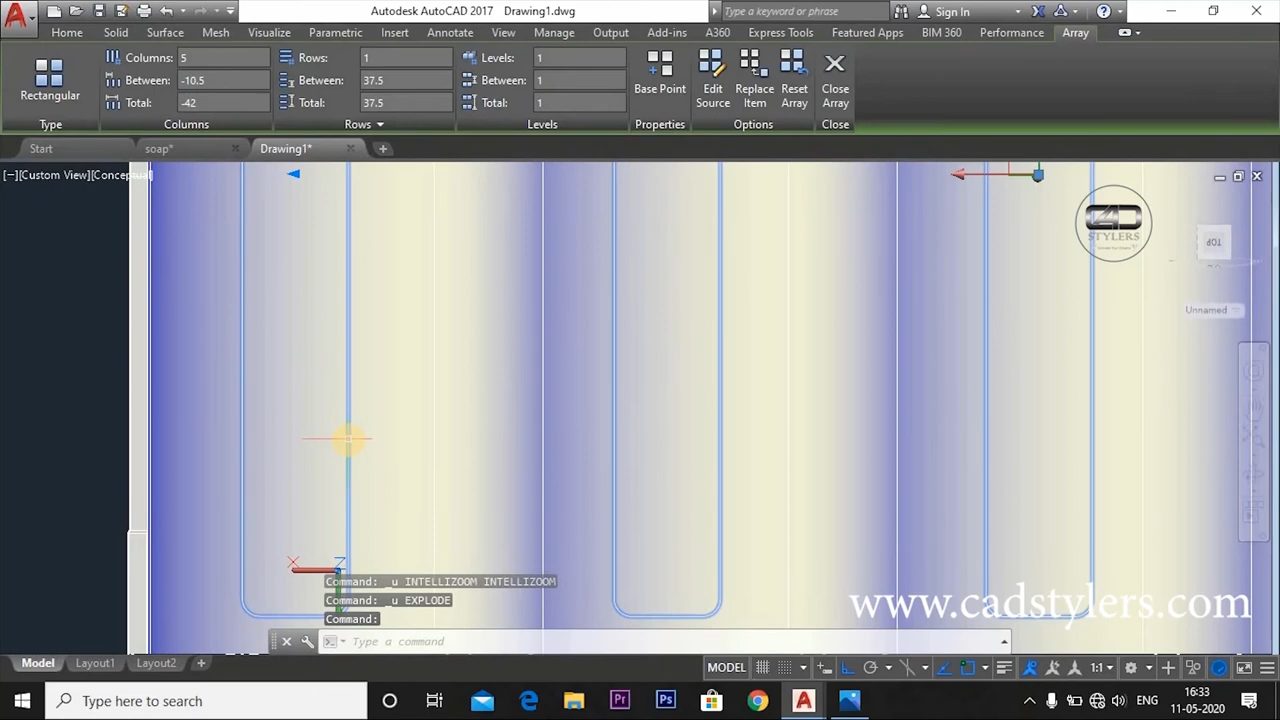 Autodesk AutoCAD 2017 Drawing1.dwg
Type a keyword or phrase
Sign In
Home Solid Surface Mesh Visualize Parametric Insert Annotate View Manage Output Add-ins A360 Express Tools Featured Apps BIM 360 Performance Array
Columns: 5 Rows: 1 Levels: 1
Between: -10.5 Between: 37.5 Between: 1
Total: -42 Total: 37.5 Total: 1
Rectangular
Base Point
Edit Source
Replace Item
Reset Array
Close Array
Type Columns Rows Levels Properties Options Close
Start soap* Drawing1*
[−][Custom View][Conceptual]
STYLERS
TOP
Unnamed
X
Z
Command: _u INTELLIZOOM INTELLIZOOM
Command: _u EXPLODE
Command:
www.cadstylers.com
Type a command
Model Layout1 Layout2
MODEL 1:1
Type here to search
Pr
Ps
A
ENG
16:33
11-05-2020